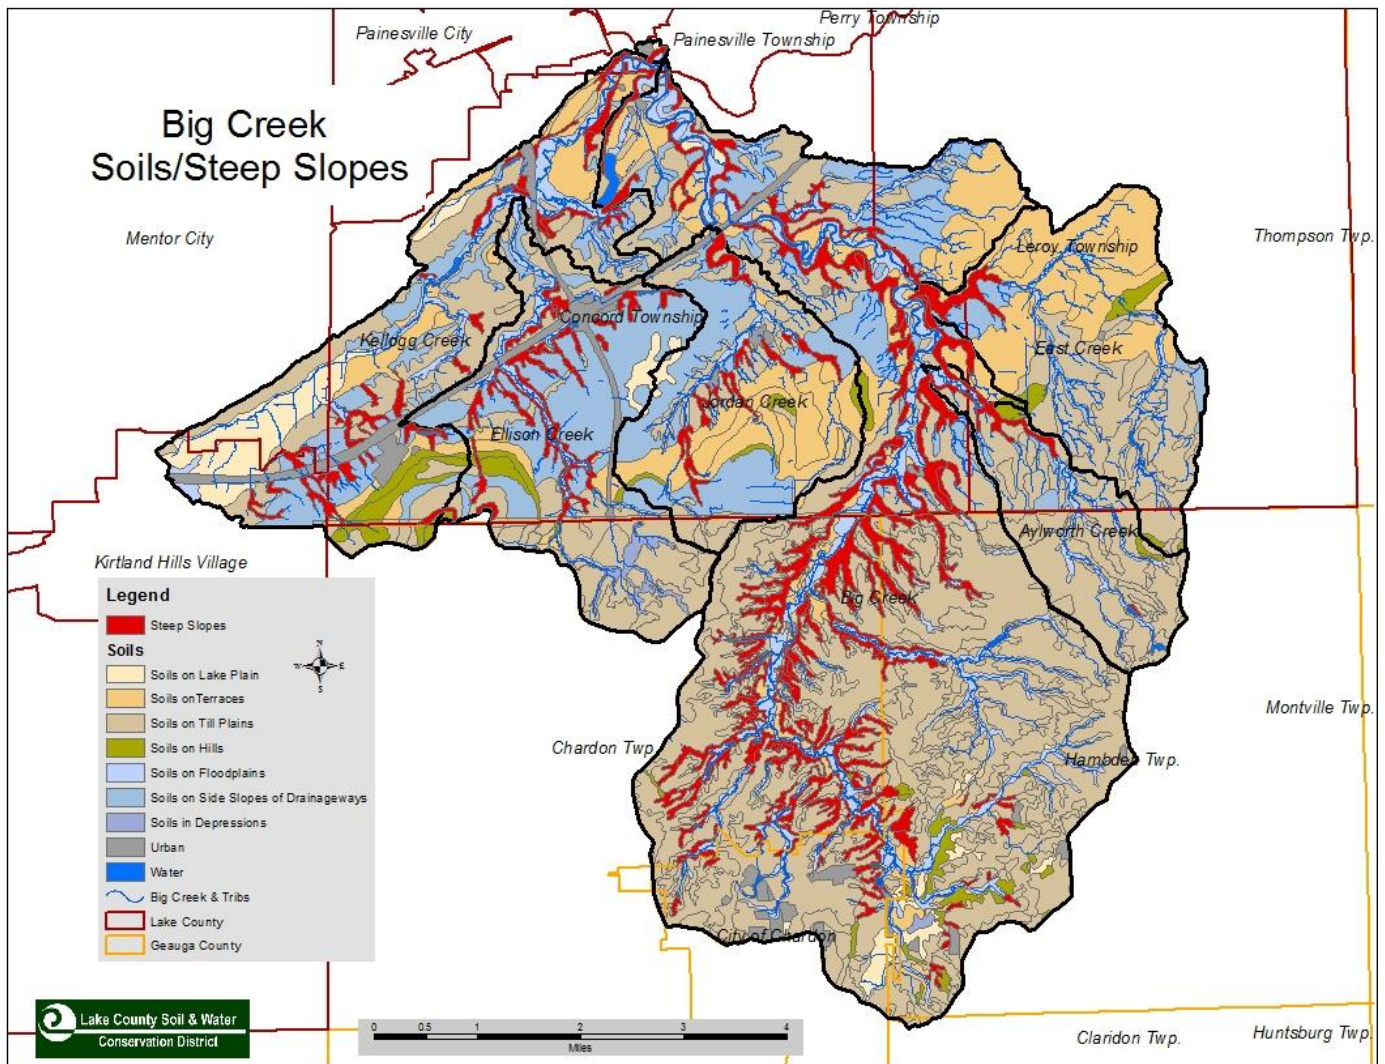 Perry Township
Painesville City
Painesville Township
Big Creek
Soils/Steep Slopes
Mentor City
Thompson Twp.
Leroy Township
Concord Township
Kellogg Creek
East Creek
Jordan Creek
Ellison Creek
Aylworth Creek
Kirtland Hills Village
Big Creek
Legend
Steep Slopes
Soils
Soils on Lake Plain
Soils on Terraces
Soils on Till Plains
Soils on Hills
Soils on Floodplains
Soils on Side Slopes of Drainageways
Soils in Depressions
Urban
Water
Big Creek & Tribs
Lake County
Geauga County
N
W E
S
Montville Twp.
Chardon Twp.
Hambden Twp.
City of Chardon
Lake County Soil & Water
Conservation District
0 0.5 1 2 3 4
Miles
Claridon Twp.
Huntsburg Twp.